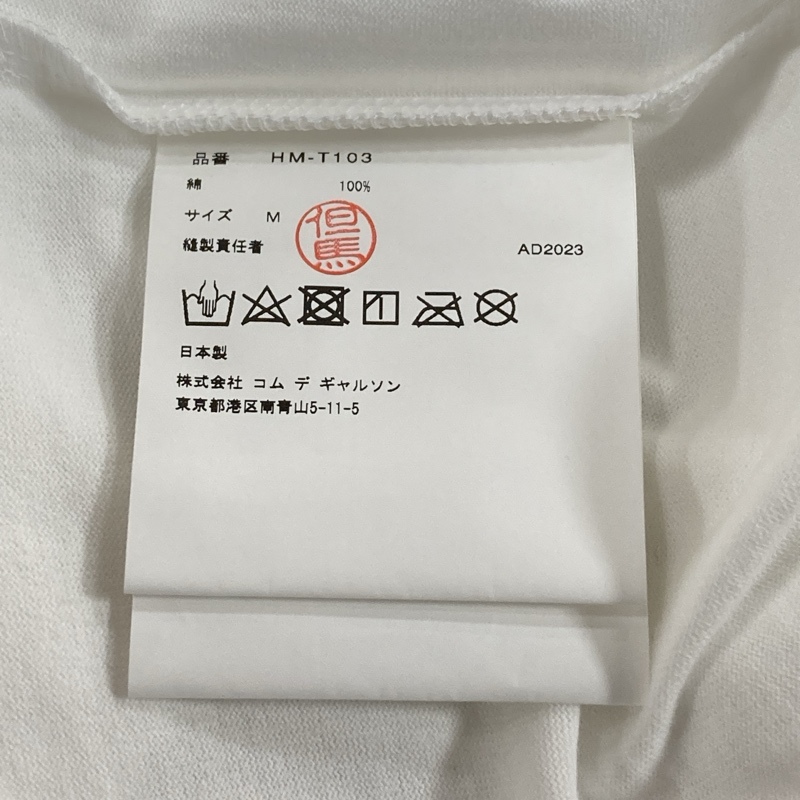 品番 HM-T103
綿 100%
サイズ M
但馬
縫製責任者 AD2023
日本製
株式会社 コム デ ギャルソン
東京都港区南青山5-11-5